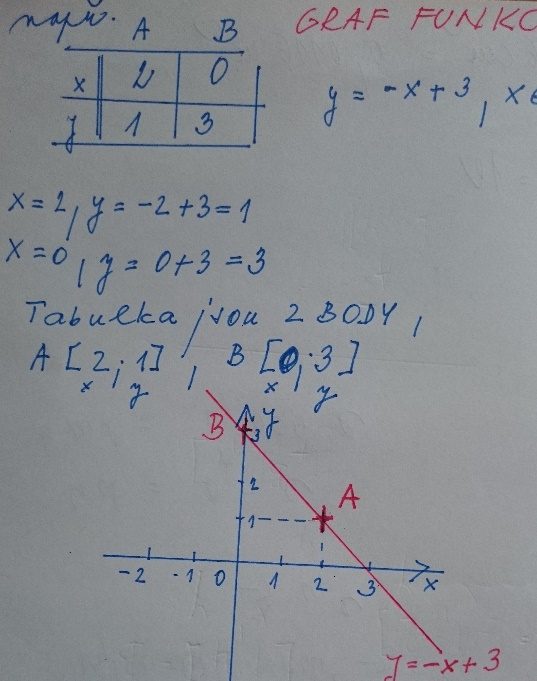 např. A B GRAF FUNKC
x 2 0
y = -x + 3, x∈
y 1 3
x = 2, y = -2 + 3 = 1
x = 0, y = 0 + 3 = 3
Tabulka jsou 2 BODY,
A [2; 1], B [0; 3]
x y x y
B 3 y
2
A
1
-2 -1 0 1 2 3 x
y = -x + 3